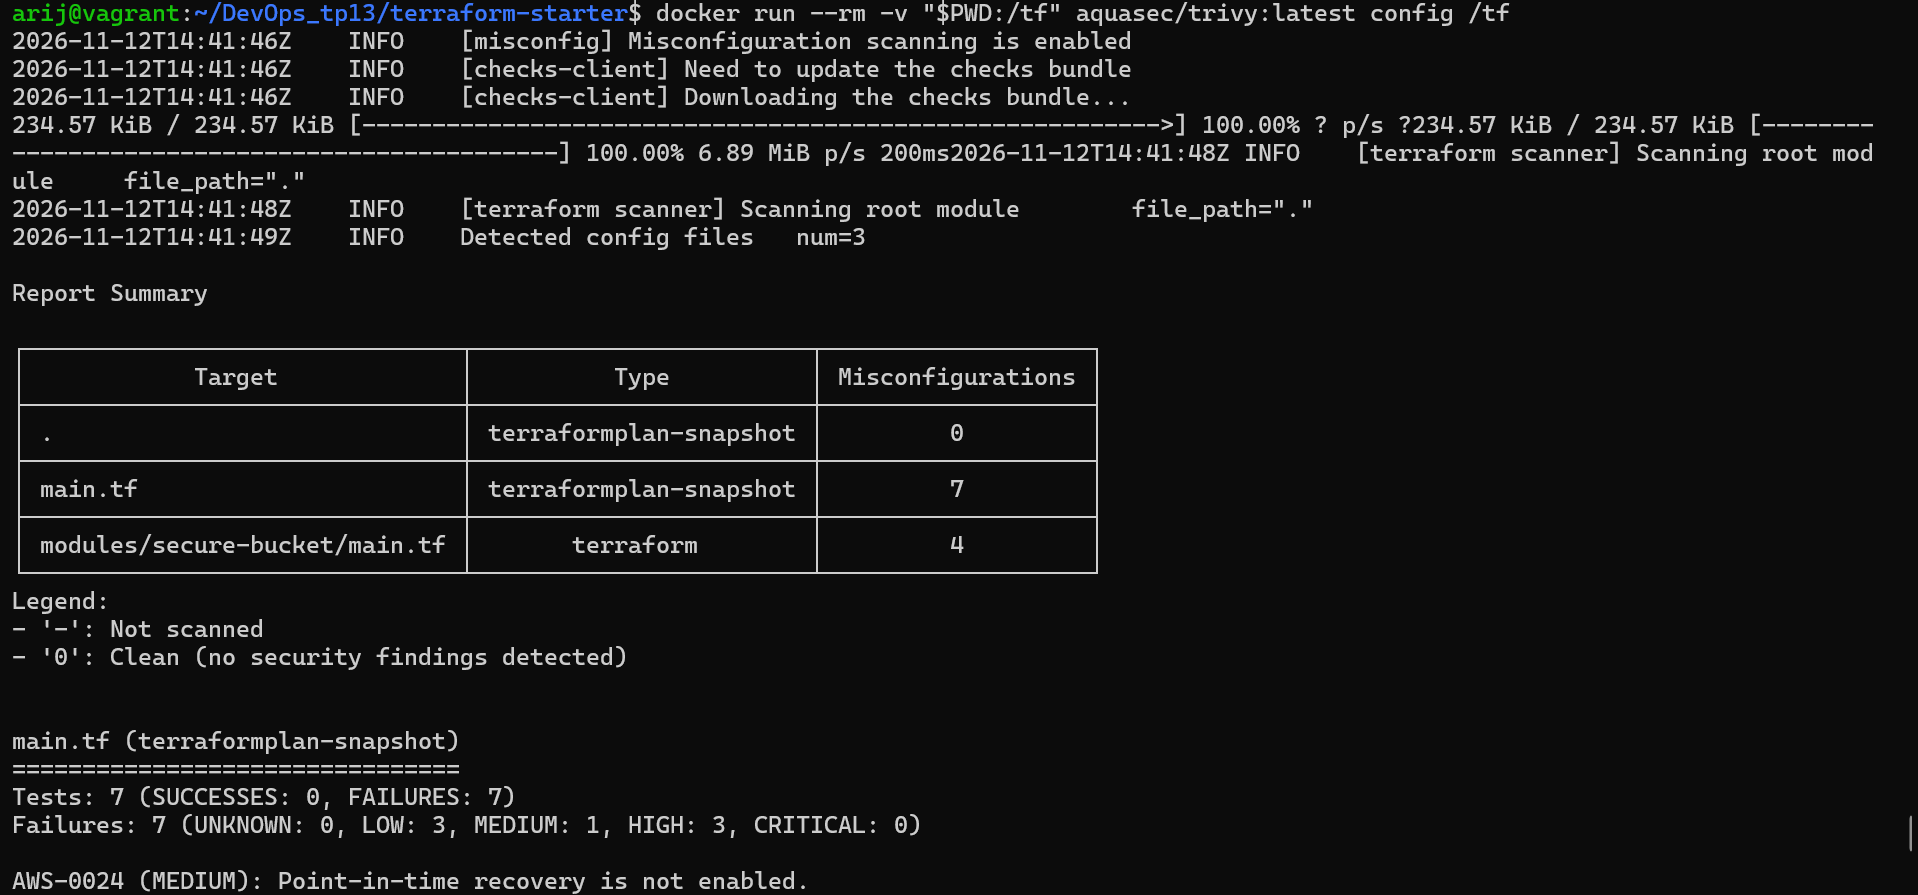 arij@vagrant:~/DevOps_tp13/terraform-starter$ docker run --rm -v "$PWD:/tf" aquasec/trivy:latest config /tf
2026-11-12T14:41:46Z    INFO    [misconfig] Misconfiguration scanning is enabled
2026-11-12T14:41:46Z    INFO    [checks-client] Need to update the checks bundle
2026-11-12T14:41:46Z    INFO    [checks-client] Downloading the checks bundle...
234.57 KiB / 234.57 KiB [--------------------------------------------------------->] 100.00% ? p/s ?234.57 KiB / 234.57 KiB [--------
---------------------------------------] 100.00% 6.89 MiB p/s 200ms2026-11-12T14:41:48Z INFO    [terraform scanner] Scanning root mod
ule     file_path="."
2026-11-12T14:41:48Z    INFO    [terraform scanner] Scanning root module        file_path="."
2026-11-12T14:41:49Z    INFO    Detected config files   num=3
Report Summary
Target Type Misconfigurations
. terraformplan-snapshot 0
main.tf terraformplan-snapshot 7
modules/secure-bucket/main.tf terraform 4
Legend:
- '-': Not scanned
- '0': Clean (no security findings detected)
main.tf (terraformplan-snapshot)
================================
Tests: 7 (SUCCESSES: 0, FAILURES: 7)
Failures: 7 (UNKNOWN: 0, LOW: 3, MEDIUM: 1, HIGH: 3, CRITICAL: 0)
AWS-0024 (MEDIUM): Point-in-time recovery is not enabled.